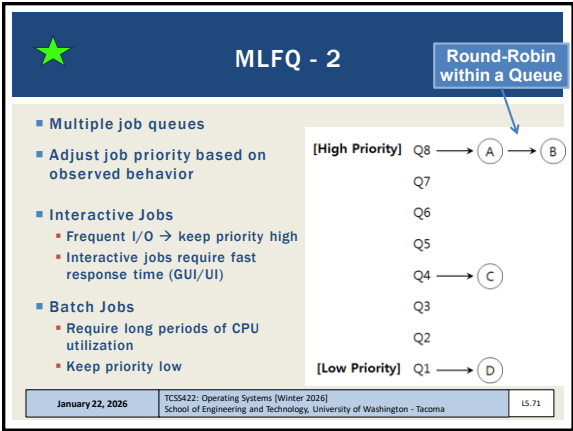 MLFQ - 2
Round-Robin
within a Queue
Multiple job queues
Adjust job priority based on
observed behavior
Interactive Jobs
Frequent I/O → keep priority high
Interactive jobs require fast
response time (GUI/UI)
Batch Jobs
Require long periods of CPU
utilization
Keep priority low
[High Priority] Q8 A B
Q7
Q6
Q5
Q4 C
Q3
Q2
[Low Priority] Q1 D
January 22, 2026
TCSS422: Operating Systems [Winter 2026]
School of Engineering and Technology, University of Washington - Tacoma
L5.71